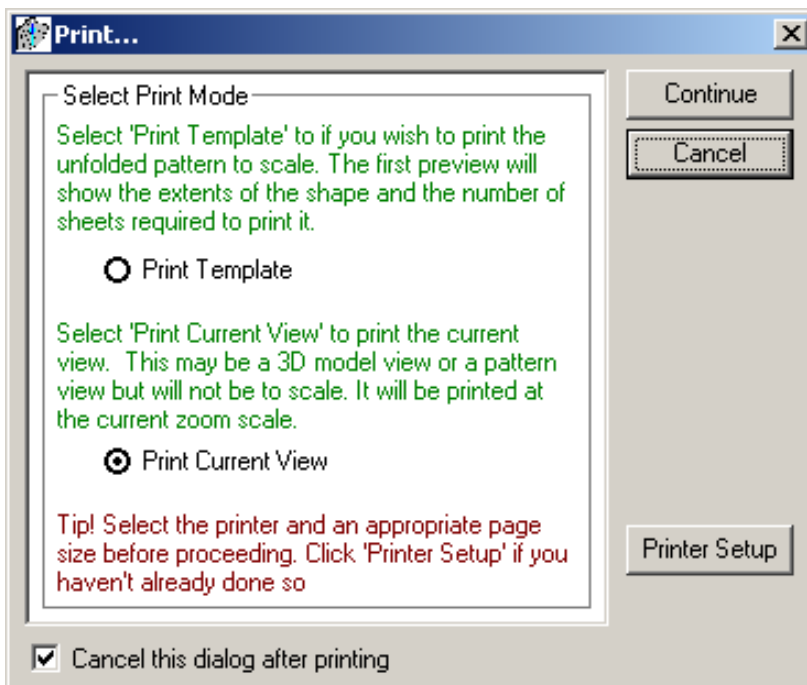 Print...
Select Print Mode
Continue
Select 'Print Template' to if you wish to print the
unfolded pattern to scale. The first preview will
show the extents of the shape and the number of
sheets required to print it.
Cancel
Print Template
Select 'Print Current View' to print the current
view.  This may be a 3D model view or a pattern
view but will not be to scale. It will be printed at
the current zoom scale.
Print Current View
Tip! Select the printer and an appropriate page
size before proceeding. Click 'Printer Setup' if you
haven't already done so
Printer Setup
Cancel this dialog after printing